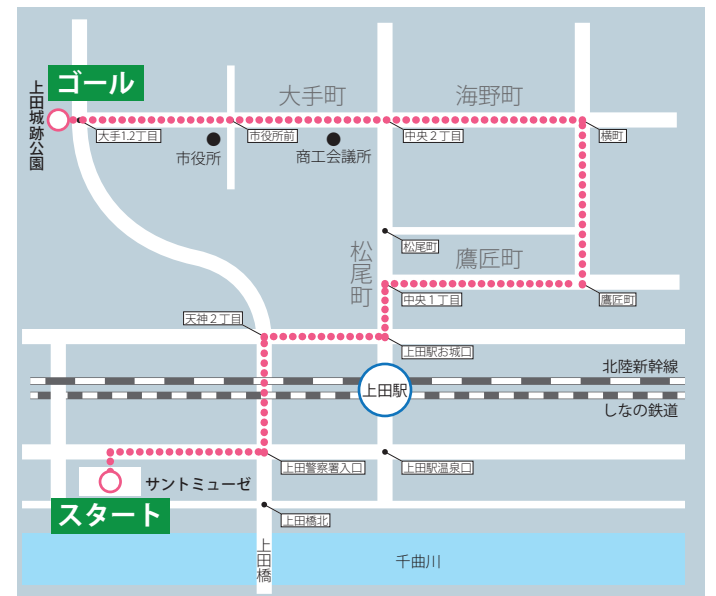 ゴール
上田城跡公園
大手町
海野町
大手1.2丁目
市役所前
中央２丁目
横町
市役所
商工会議所
松尾町
松尾町
鷹匠町
中央１丁目
鷹匠町
天神２丁目
上田駅お城口
北陸新幹線
上田駅
しなの鉄道
上田警察署入口
上田駅温泉口
サントミューゼ
スタート
上田橋北
上田橋
千曲川